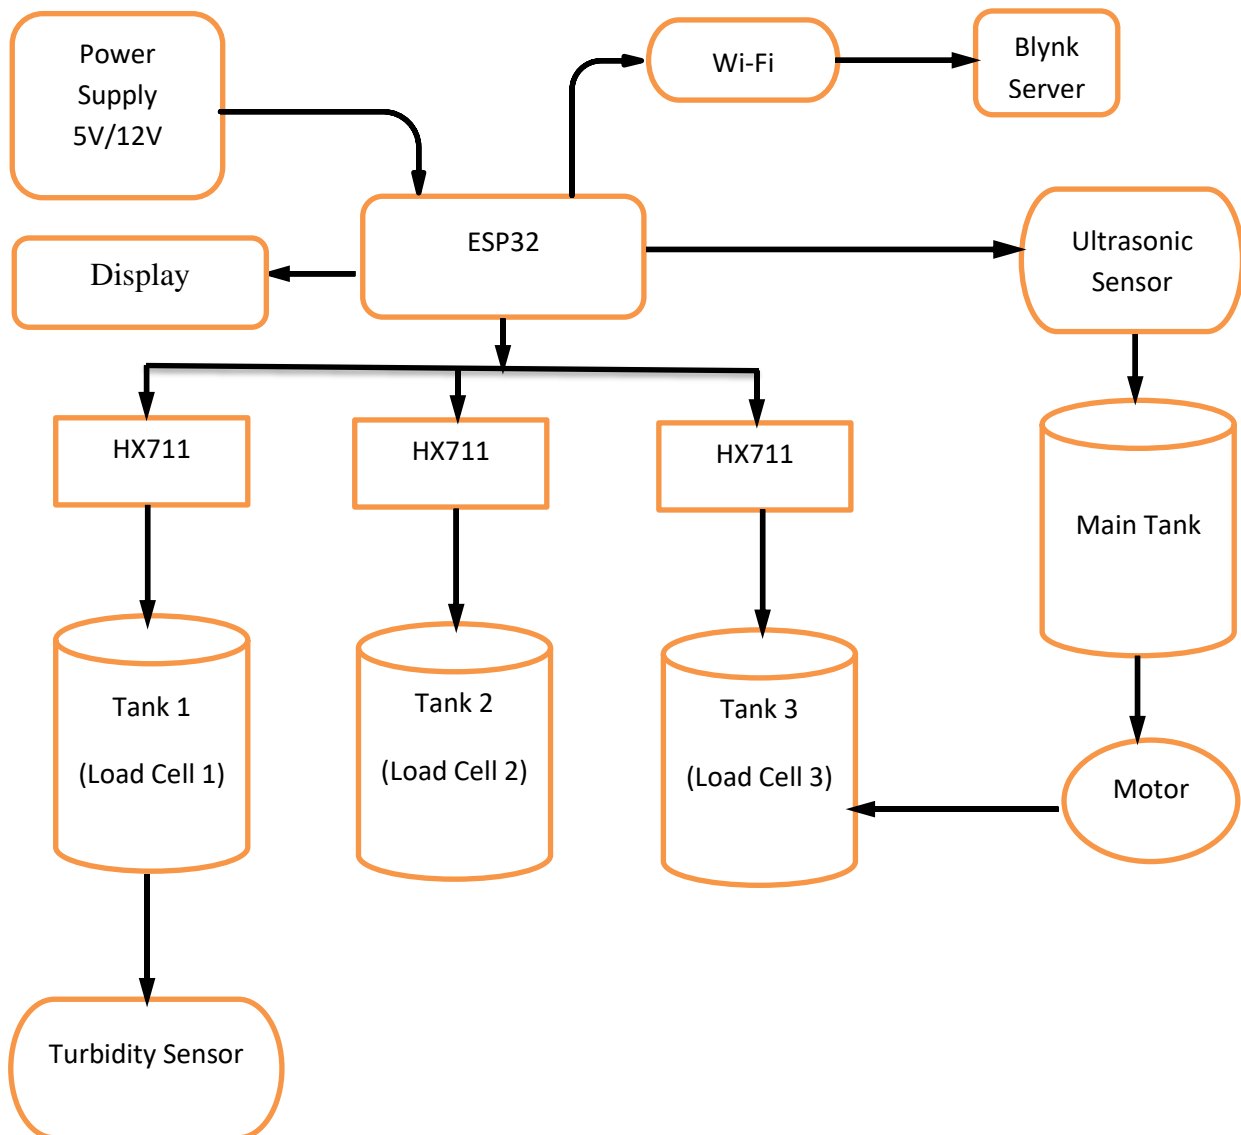 Power
Supply
5V/12V
Wi-Fi
Blynk
Server
ESP32
Ultrasonic
Sensor
Display
HX711
HX711
HX711
Main Tank
Tank 1
(Load Cell 1)
Tank 2
(Load Cell 2)
Tank 3
(Load Cell 3)
Motor
Turbidity Sensor